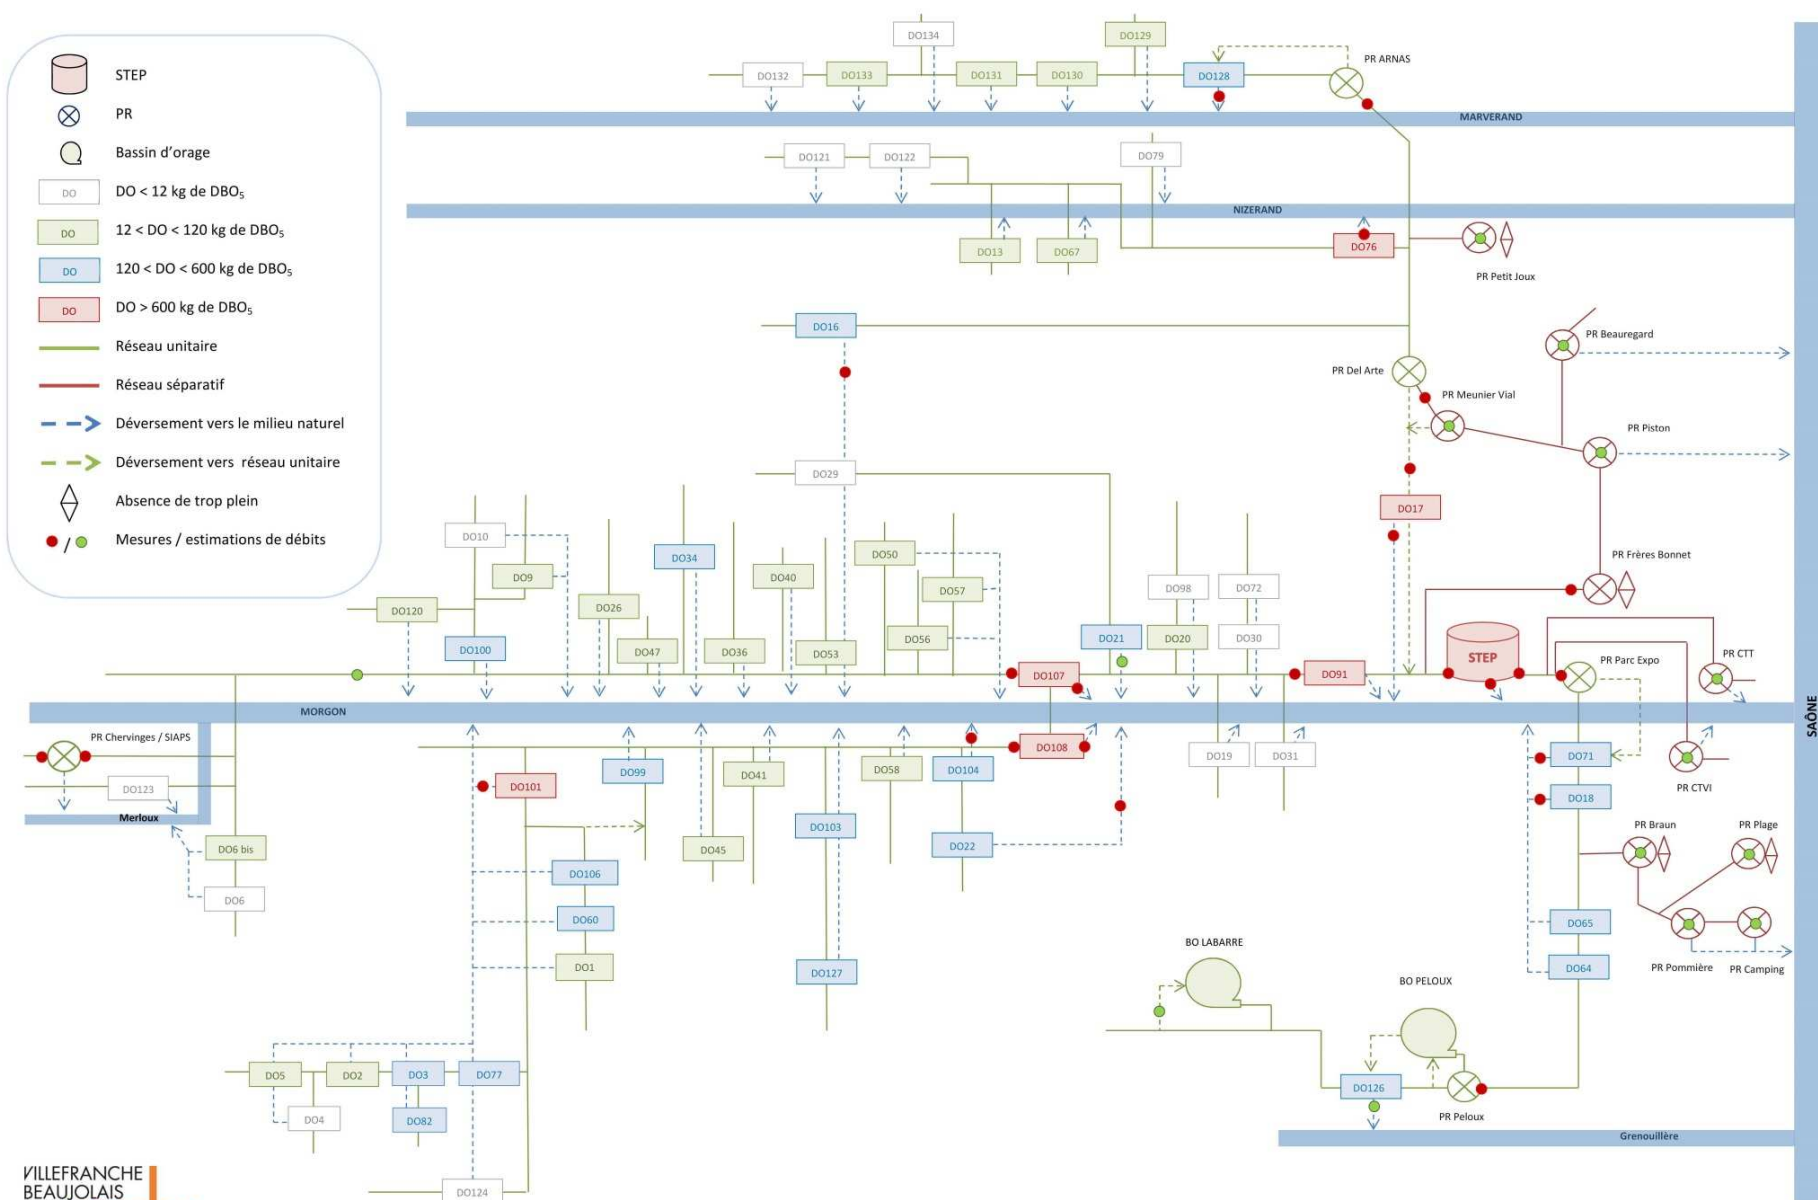 STEP
PR
Bassin d'orage
DO DO < 12 kg de DBO₅
DO 12 < DO < 120 kg de DBO₅
DO 120 < DO < 600 kg de DBO₅
DO DO > 600 kg de DBO₅
Réseau unitaire
Réseau séparatif
Déversement vers le milieu naturel
Déversement vers réseau unitaire
Absence de trop plein
/ Mesures / estimations de débits
DO134
DO129
PR ARNAS
DO132
DO133
DO131
DO130
DO128
MARVERAND
DO121
DO122
DO79
NIZERAND
DO13
DO67
DO76
PR Petit Joux
DO16
PR Beauregard
PR Del Arte
PR Meunier Vial
PR Piston
DO29
DO17
DO10
DO9
DO34
DO40
DO50
DO57
PR Frères Bonnet
DO98
DO72
DO120
DO26
DO100
DO47
DO36
DO53
DO56
DO21
DO20
DO30
DO107
DO91
STEP
PR Parc Expo
PR CTT
MORGON
SAÔNE
PR Chervinges / SIAPS
DO123
Merloux
DO101
DO99
DO41
DO58
DO104
DO108
DO19
DO31
DO71
PR CTVI
DO18
DO6 bis
DO6
DO45
DO103
DO22
PR Braun
PR Plage
DO106
DO60
DO1
DO127
DO65
DO64
PR Pommière
PR Camping
BO LABARRE
BO PELOUX
DO5
DO2
DO3
DO77
DO4
DO82
DO126
PR Peloux
Grenouillère
DO124
VILLEFRANCHE
BEAUJOLAIS